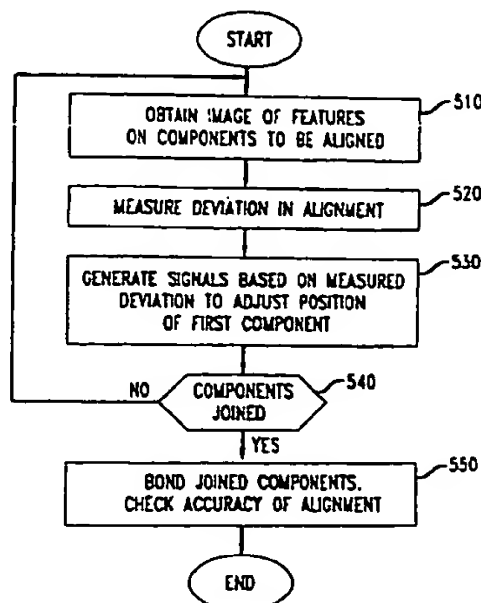 START
510
OBTAIN IMAGE OF FEATURES
ON COMPONENTS TO BE ALIGNED
520
MEASURE DEVIATION IN ALIGNMENT
530
GENERATE SIGNALS BASED ON MEASURED
DEVIATION TO ADJUST POSITION
OF FIRST COMPONENT
540
NO
COMPONENTS
JOINED
YES
550
BOND JOINED COMPONENTS.
CHECK ACCURACY OF ALIGNMENT
END